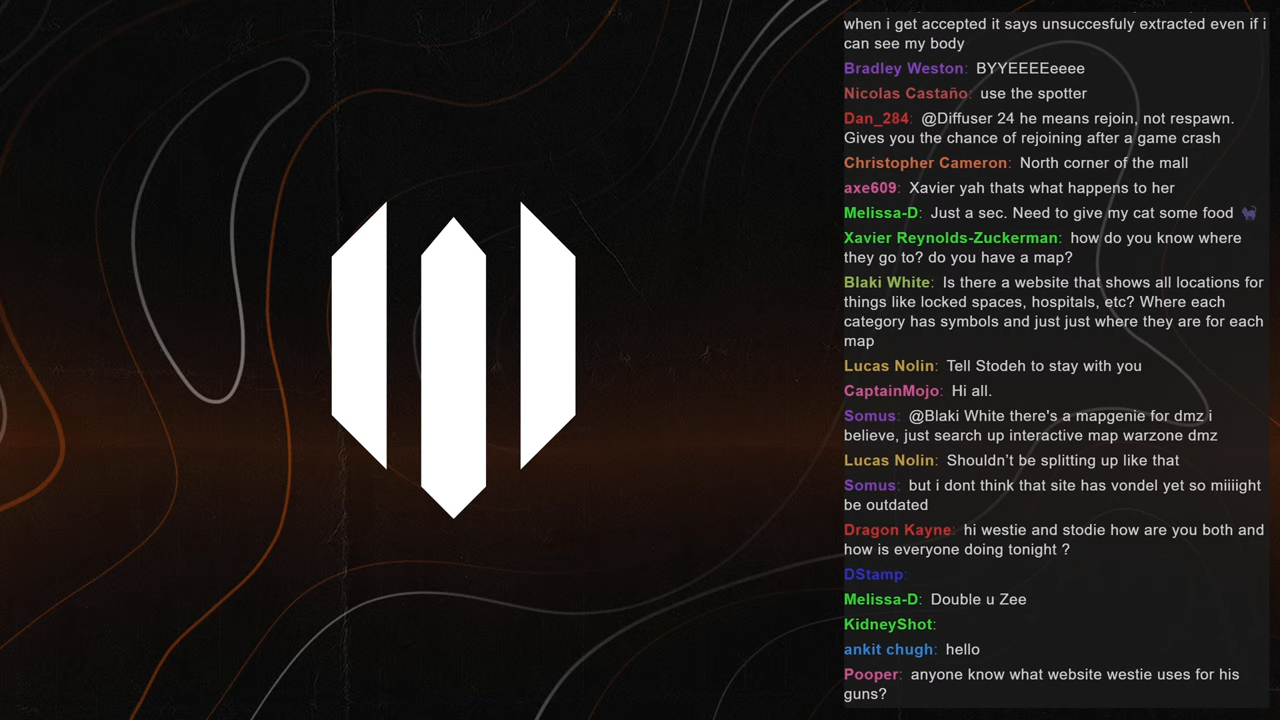 when i get accepted it says unsuccesfuly extracted even if i
can see my body
Bradley Weston: BYYEEEEeeee
Nicolas Castaño: use the spotter
Dan_284: @Diffuser 24 he means rejoin, not respawn.
Gives you the chance of rejoining after a game crash
Christopher Cameron: North corner of the mall
axe609: Xavier yah thats what happens to her
Melissa-D: Just a sec. Need to give my cat some food
Xavier Reynolds-Zuckerman: how do you know where
they go to? do you have a map?
Blaki White: Is there a website that shows all locations for
things like locked spaces, hospitals, etc? Where each
category has symbols and just just where they are for each
map
Lucas Nolin: Tell Stodeh to stay with you
CaptainMojo: Hi all.
Somus: @Blaki White there's a mapgenie for dmz i
believe, just search up interactive map warzone dmz
Lucas Nolin: Shouldn’t be splitting up like that
Somus: but i dont think that site has vondel yet so miiiight
be outdated
Dragon Kayne: hi westie and stodie how are you both and
how is everyone doing tonight ?
DStamp:
Melissa-D: Double u Zee
KidneyShot:
ankit chugh: hello
Pooper: anyone know what website westie uses for his
guns?